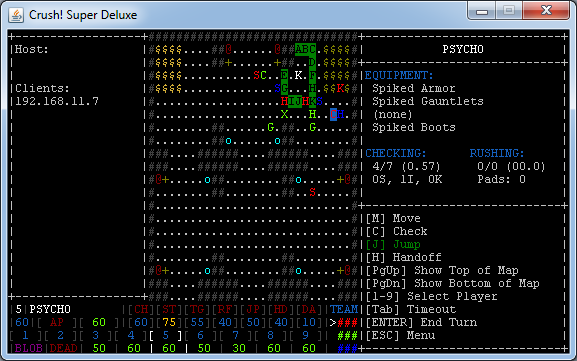 Crush! Super Deluxe
Host:
Clients:
192.168.11.7
PSYCHO
EQUIPMENT:
Spiked Armor
Spiked Gauntlets
(none)
Spiked Boots
CHECKING: RUSHING:
4/7 (0.57) 0/0 (00.0)
0S, 1I, 0K Pads: 0
[M] Move
[C] Check
[J] Jump
[H] Handoff
[PgUp] Show Top of Map
[PgDn] Show Bottom of Map
[1-9] Select Player
[Tab] Timeout
[ENTER] End Turn
[ESC] Menu
5|PSYCHO |[CH][ST][TG][RF][JP][HD][DA]|TEAM
60|[ AP ] 60 |[60][75][55][40][50][40][10]|>###
[ 1 ][ 2 ][ 3 ][ 4 ][ 5 ][ 6 ][ 7 ][ 8 ][ 9 ]| ###
|BLOB|DEAD| 50 | 60 | 60 | 50 | 30 | 60 | 60 | ###